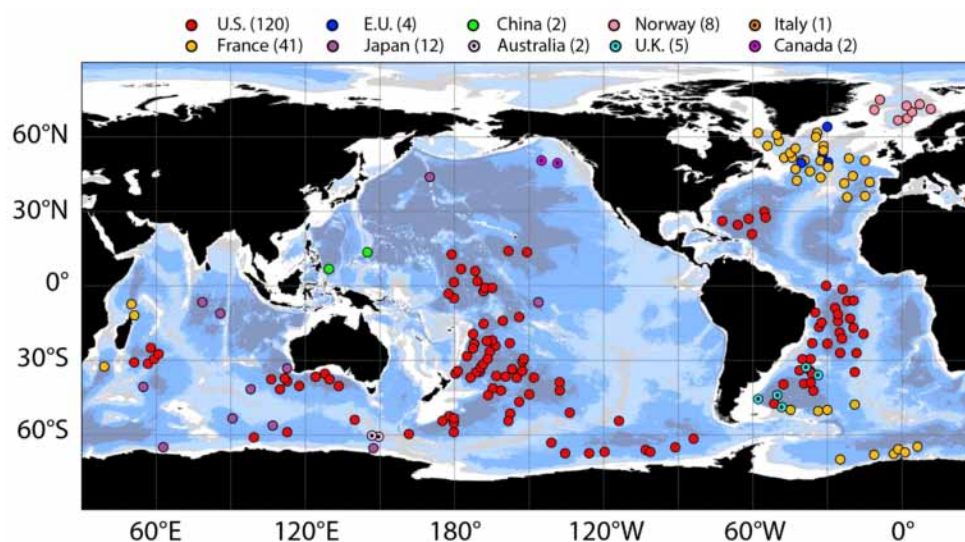 U.S. (120) E.U. (4) China (2) Norway (8) Italy (1)
France (41) Japan (12) Australia (2) U.K. (5) Canada (2)
60°N
30°N
0°
30°S
60°S
60°E 120°E 180° 120°W 60°W 0°